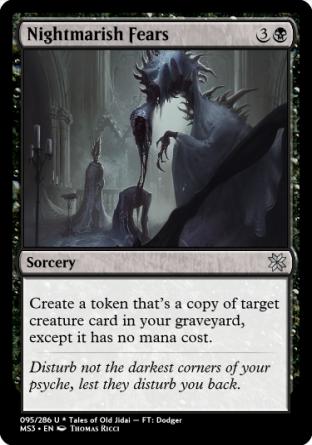 Nightmarish Fears 3
Sorcery
Create a token that's a copy of target
creature card in your graveyard,
except it has no mana cost.
Disturb not the darkest corners of your
psyche, lest they disturb you back.
095/286 U * Tales of Old Jidai — FT: Dodger
MS3 • EN Thomas Ricci